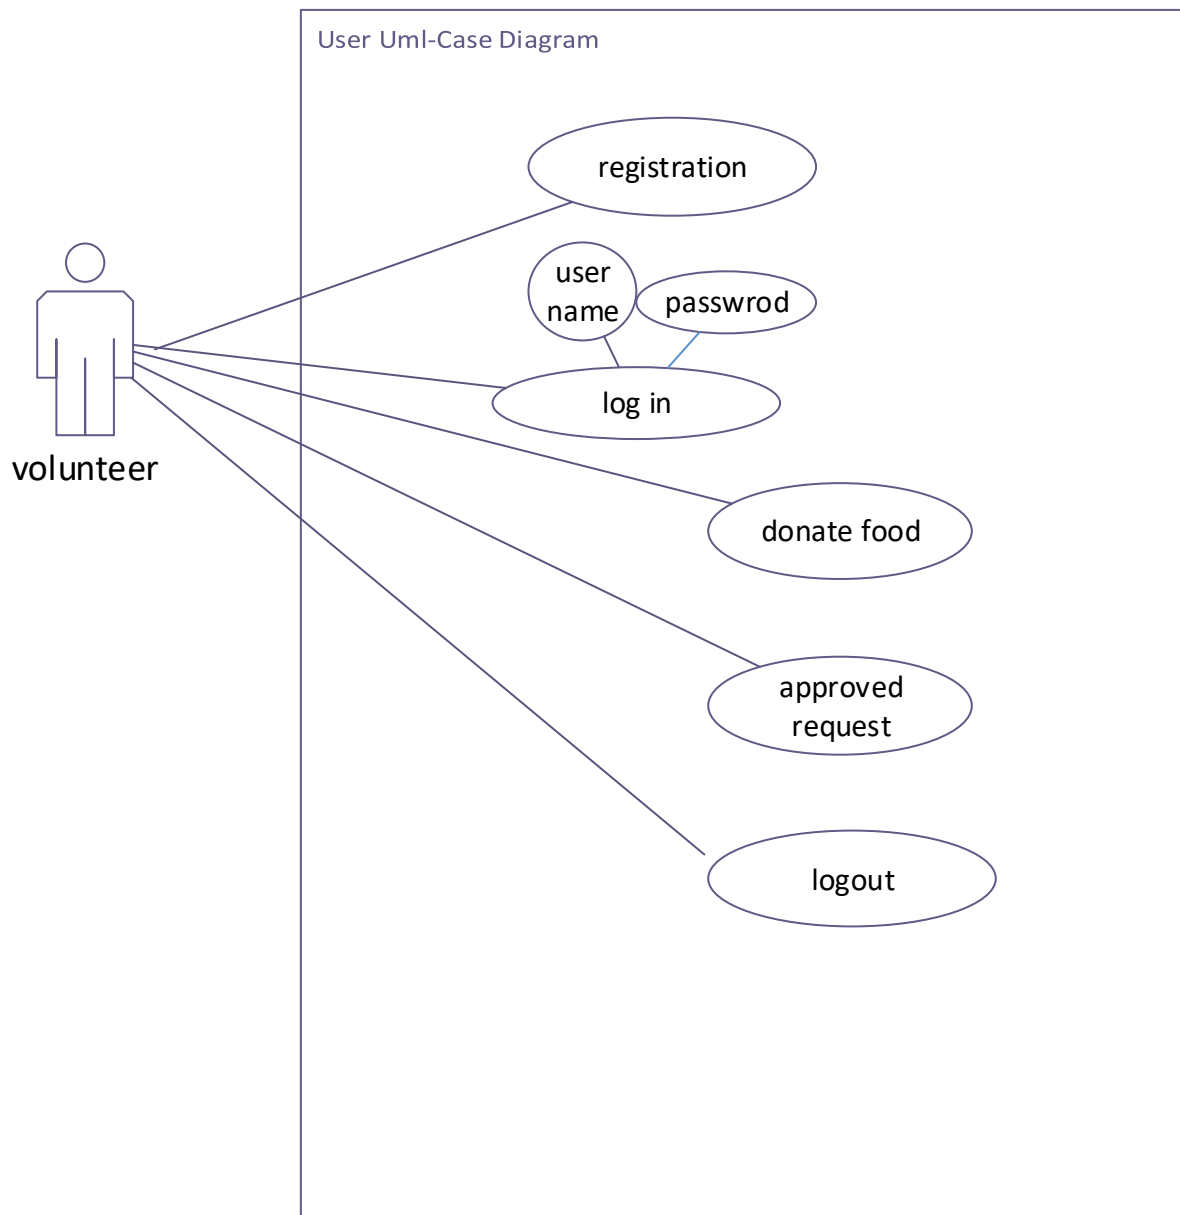 User Uml-Case Diagram
registration
user
name
passwrod
log in
volunteer
donate food
approved
request
logout